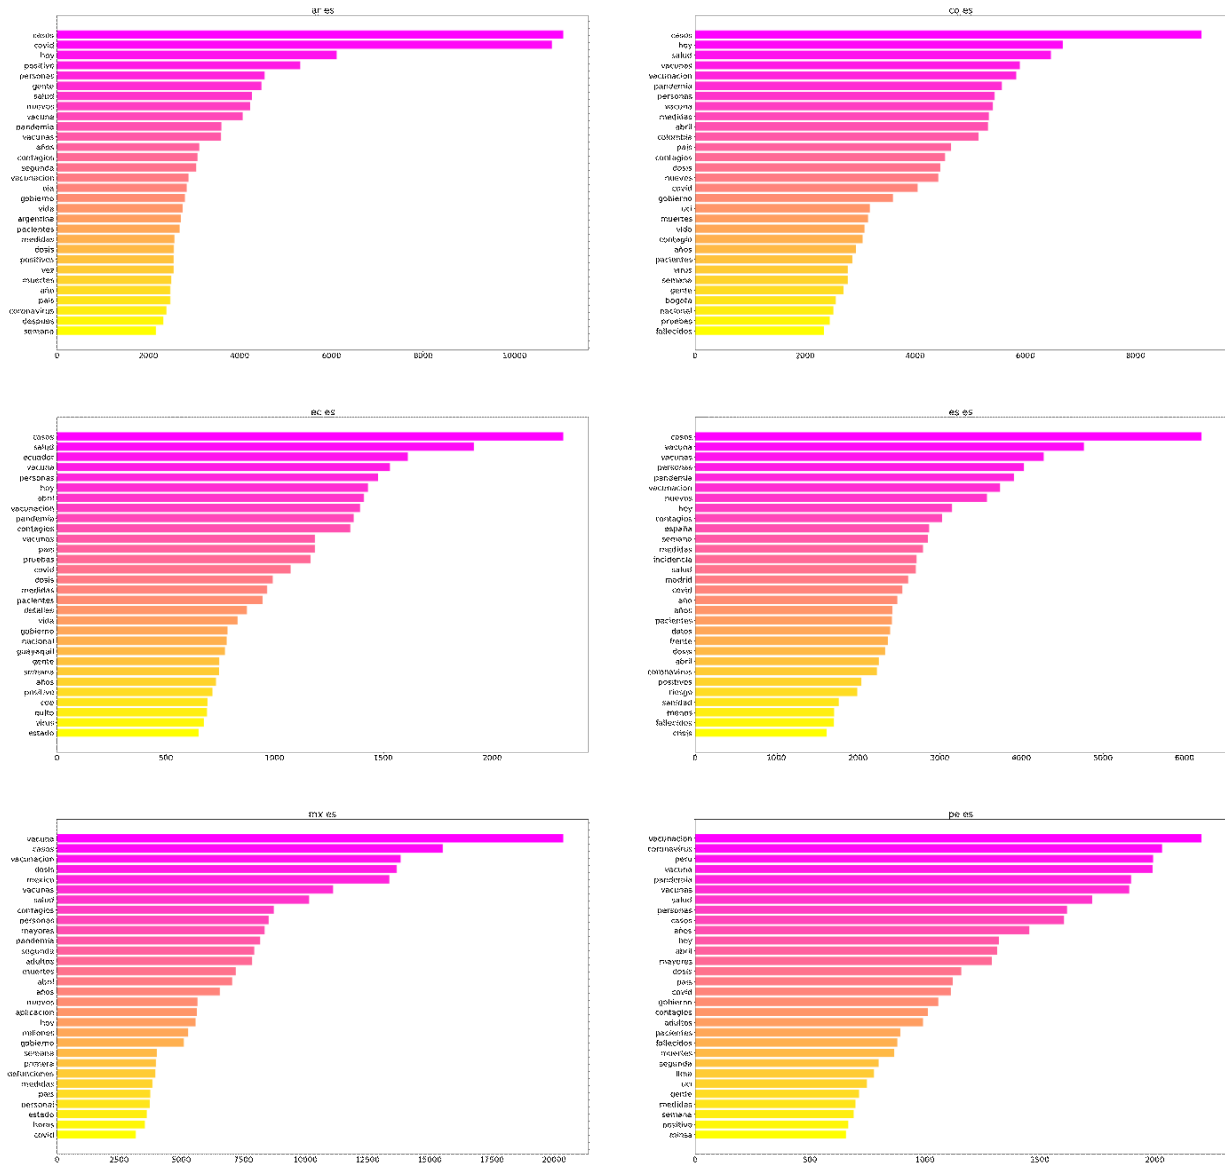 ar es
casos
covid
hoy
positivo
personas
gente
salud
nuevos
vacuna
pandemia
vacunas
años
contagios
segunda
vacunacion
dia
gobierno
vida
argentina
pacientes
medidas
dosis
positivos
vez
muertes
año
pais
coronavirus
despues
semana
0 2000 4000 6000 8000 10000
co es
casos
hoy
salud
vacunas
vacunacion
pandemia
personas
vacuna
medidas
abril
colombia
pais
contagios
dosis
nuevos
covid
gobierno
uci
muertes
vida
contagio
años
pacientes
virus
semana
gente
bogota
nacional
pruebas
fallecidos
0 2000 4000 6000 8000
ec es
casos
salud
ecuador
vacuna
personas
hoy
abril
vacunacion
pandemia
contagios
vacunas
pais
pruebas
covid
dosis
medidas
pacientes
detalles
vida
gobierno
nacional
guayaquil
gente
semana
años
positivo
coe
quito
virus
estado
0 500 1000 1500 2000
es es
casos
vacuna
vacunas
personas
pandemia
vacunacion
nuevos
hoy
contagios
españa
semana
medidas
incidencia
salud
madrid
covid
año
años
pacientes
datos
frente
dosis
abril
coronavirus
positivos
riesgo
sanidad
menos
fallecidos
crisis
0 1000 2000 3000 4000 5000 6000
mx es
vacuna
casos
vacunacion
dosis
mexico
vacunas
salud
contagios
personas
mayores
pandemia
segunda
adultos
muertes
abril
años
nuevos
aplicacion
hoy
millones
gobierno
semana
primera
defunciones
medidas
pais
personal
estado
horas
covid
0 2500 5000 7500 10000 12500 15000 17500 20000
pe es
vacunacion
coronavirus
peru
vacuna
pandemia
vacunas
salud
personas
casos
años
hoy
abril
mayores
dosis
pais
covid
gobierno
contagios
adultos
pacientes
fallecidos
muertes
segunda
lima
uci
gente
medidas
semana
positivo
minsa
0 500 1000 1500 2000